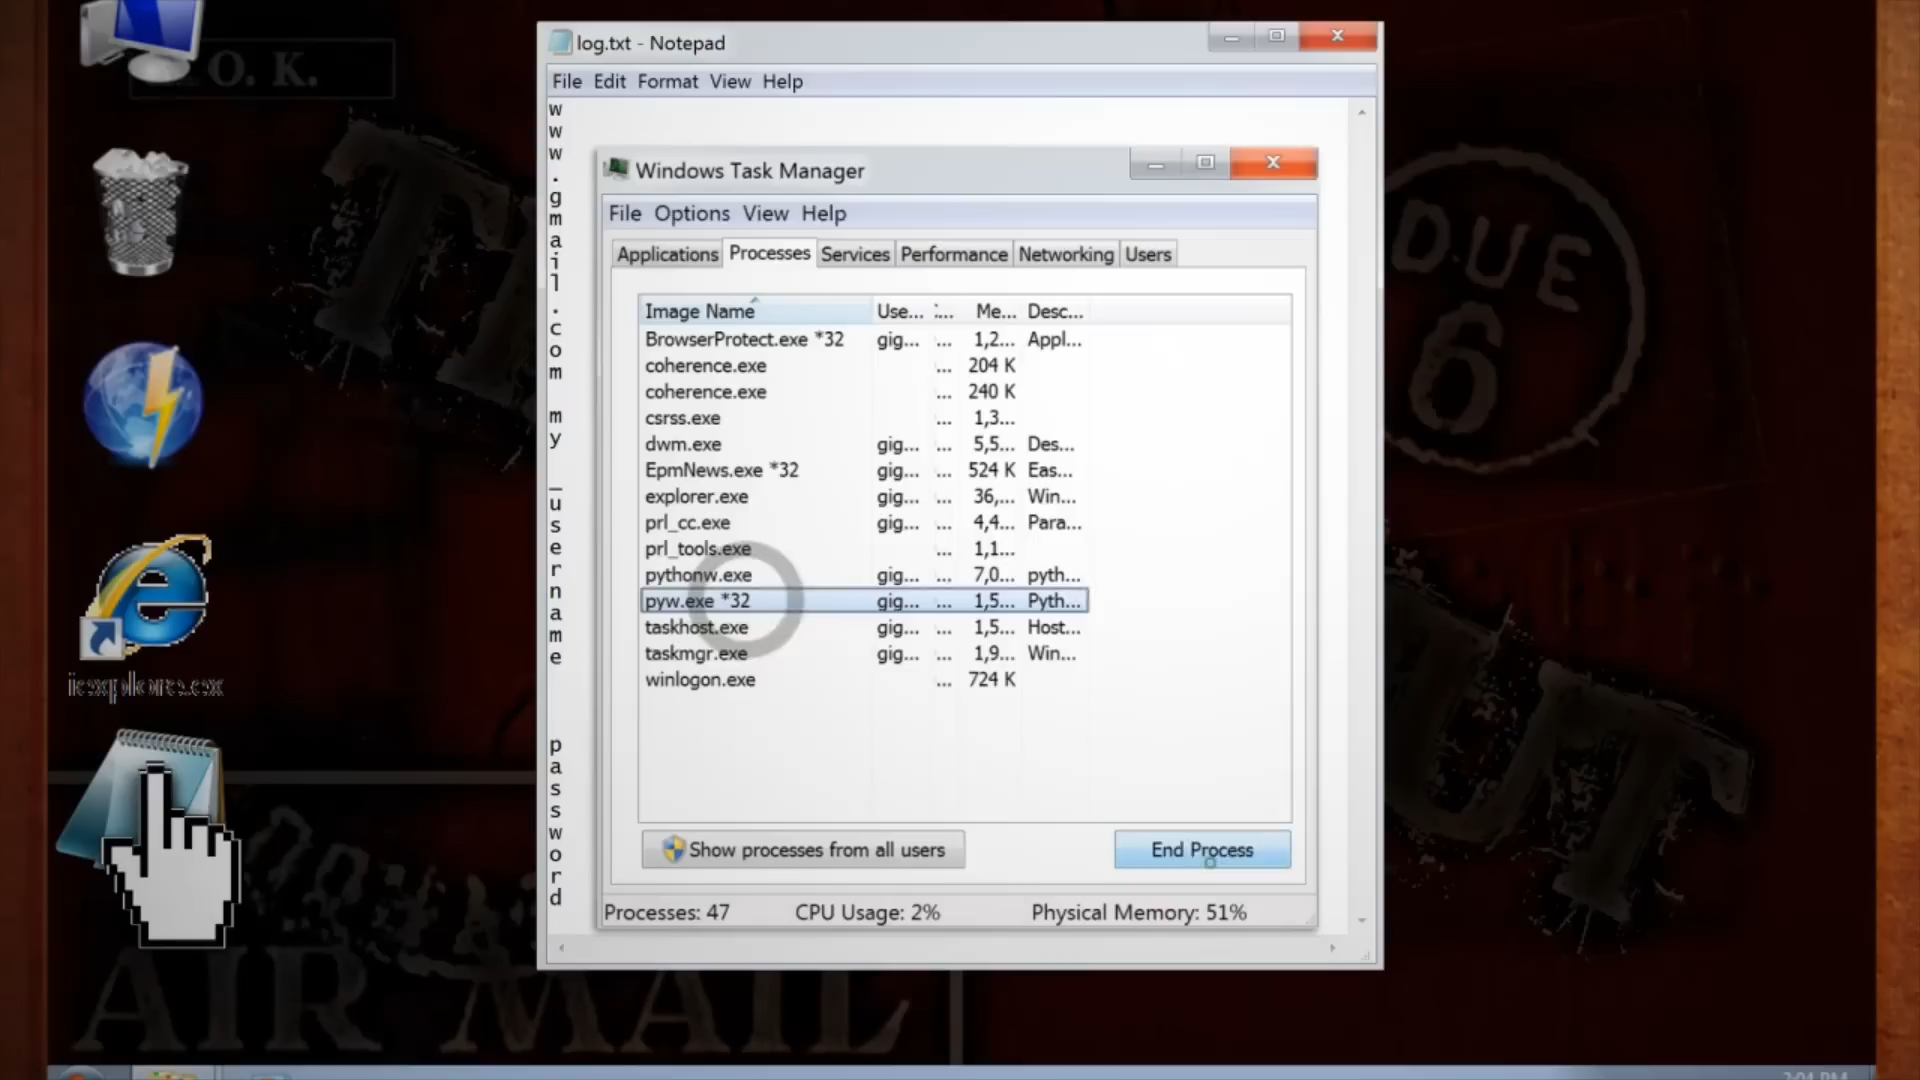 O. K.
log.txt - Notepad
File Edit Format View Help
w
w
w
.
g
m
a
i
l
.
c
o
m
m
y
_
u
s
e
r
n
a
m
e
p
a
s
s
w
o
r
d
Windows Task Manager
File Options View Help
Applications Processes Services Performance Networking Users
Image Name Use... :... Me... Desc...
BrowserProtect.exe *32 gig... ... 1,2... Appl...
coherence.exe ... 204 K
coherence.exe ... 240 K
csrss.exe ... 1,3...
dwm.exe gig... ... 5,5... Des...
EpmNews.exe *32 gig... ... 524 K Eas...
explorer.exe gig... ... 36,... Win...
prl_cc.exe gig... ... 4,4... Para...
prl_tools.exe ... 1,1...
pythonw.exe gig... ... 7,0... pyth...
pyw.exe *32 gig... ... 1,5... Pyth...
taskhost.exe gig... ... 1,5... Host...
taskmgr.exe gig... ... 1,9... Win...
winlogon.exe ... 724 K
Show processes from all users End Process
Processes: 47 CPU Usage: 2% Physical Memory: 51%
iexplore.ex
DUE
6
AIR MAIL